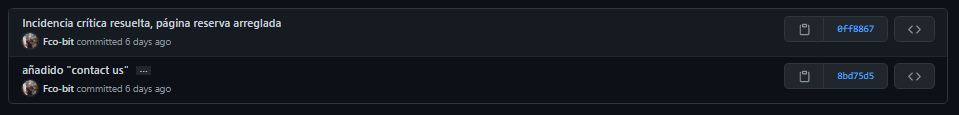 Incidencia crítica resuelta, página reserva arreglada
Fco-bit committed 6 days ago
0ff8867
añadido "contact us" ...
Fco-bit committed 6 days ago
8bd75d5